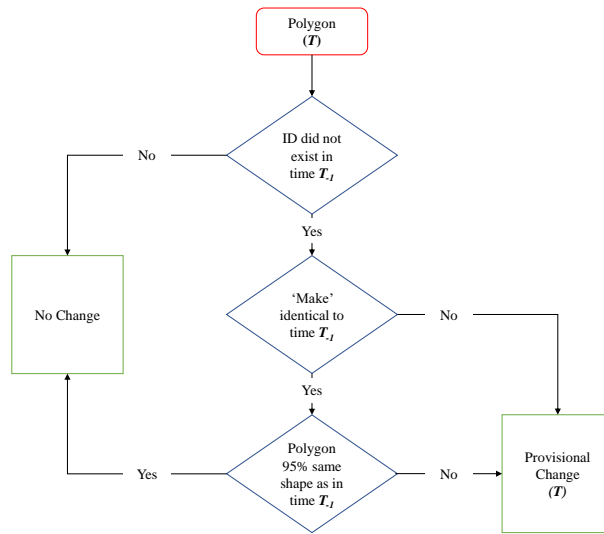 Polygon
(T)
ID did not
exist in
time T-1
No
Yes
No Change
‘Make’
identical to
time T-1
No
Yes
Polygon
95% same
shape as in
time T-1
Yes
No
Provisional
Change
(T)